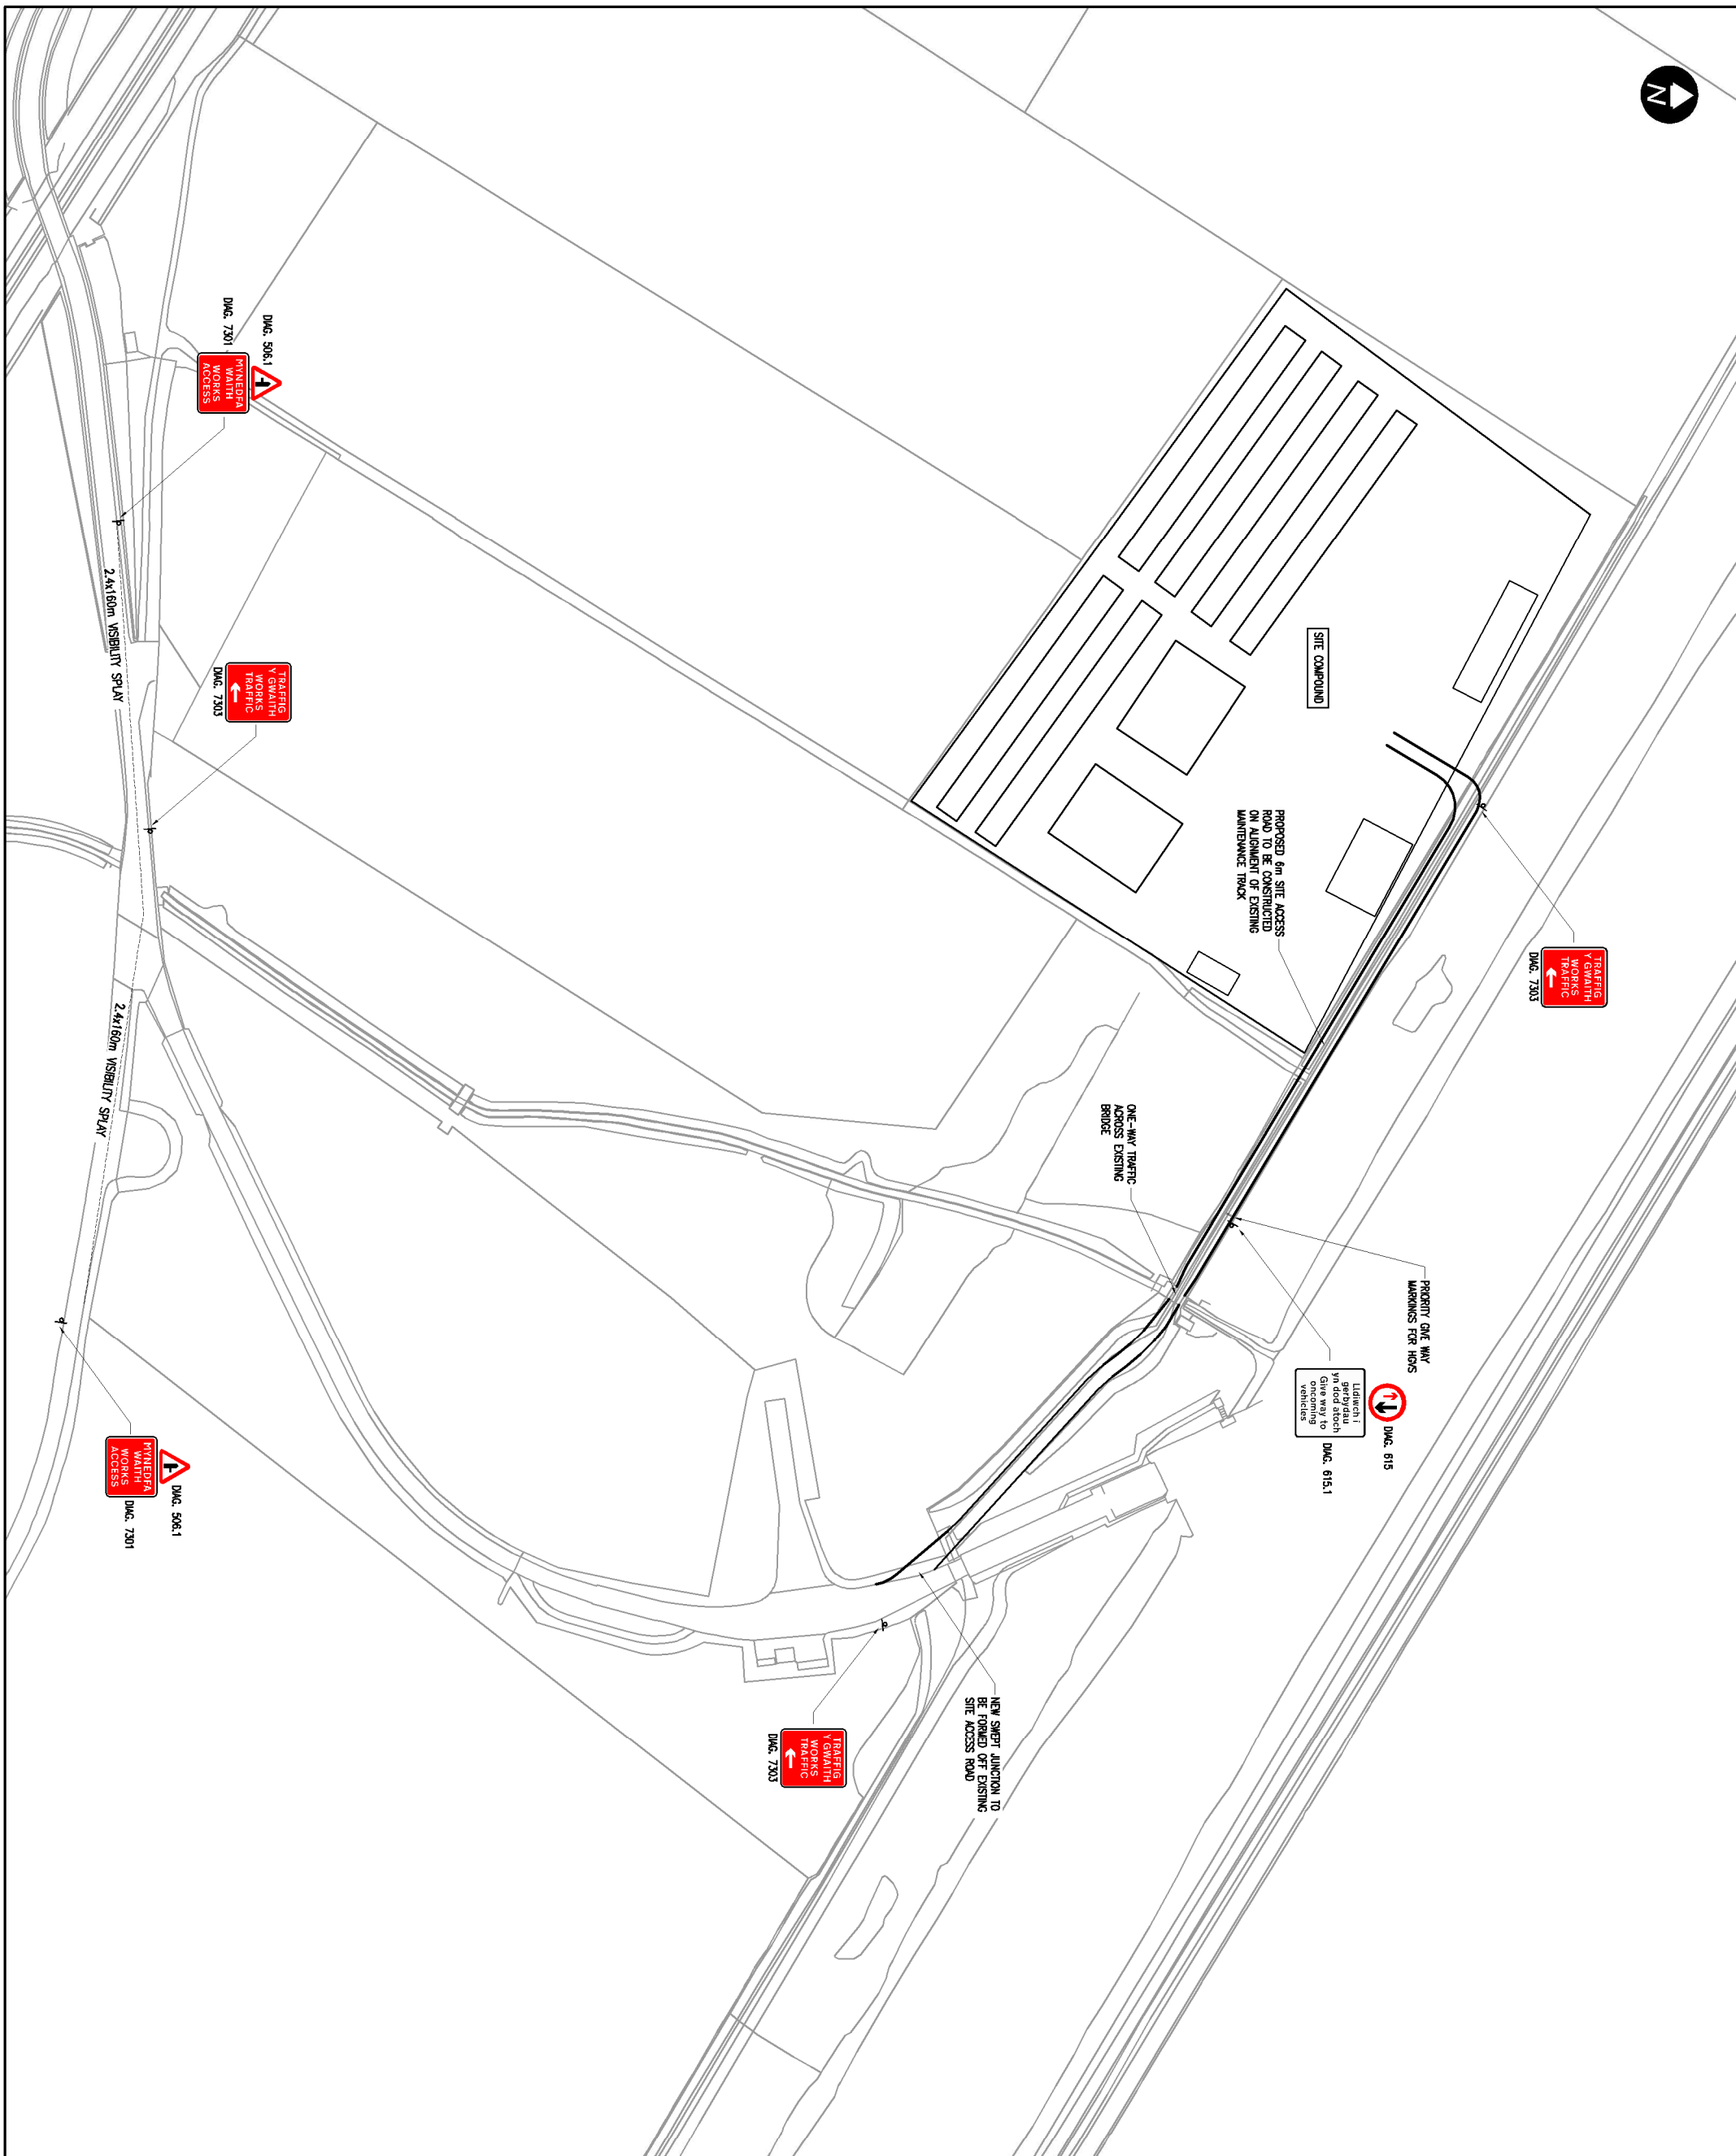 N
DIAG. 7303
TRAFFIG
Y GWAITH
WORKS
TRAFFIC
DIAG. 615
PRIORITY GIVE WAY
MARKINGS FOR HGVS
Lldiwch i
gerbydau
yn dod atoch
Give way to
oncoming
vehicles
DIAG. 615.1
SITE COMPOUND
PROPOSED 6m SITE ACCESS
ROAD TO BE CONSTRUCTED
ON ALIGNMENT OF EXISTING
MAINTENANCE TRACK
ONE-WAY TRAFFIC
ACROSS EXISTING
BRIDGE
NEW SWEPT JUNCTION TO
BE FORMED OFF EXISTING
SITE ACCESS ROAD
TRAFFIG
Y GWAITH
WORKS
TRAFFIC
DIAG. 7303
DIAG. 506.1
DIAG. 7301
MYNEDFA
WAITH
WORKS
ACCESS
TRAFFIG
Y GWAITH
WORKS
TRAFFIC
DIAG. 7303
2.4x160m VISIBILITY SPLAY
2.4x160m VISIBILITY SPLAY
DIAG. 506.1
MYNEDFA
WAITH
WORKS
ACCESS
DIAG. 7301